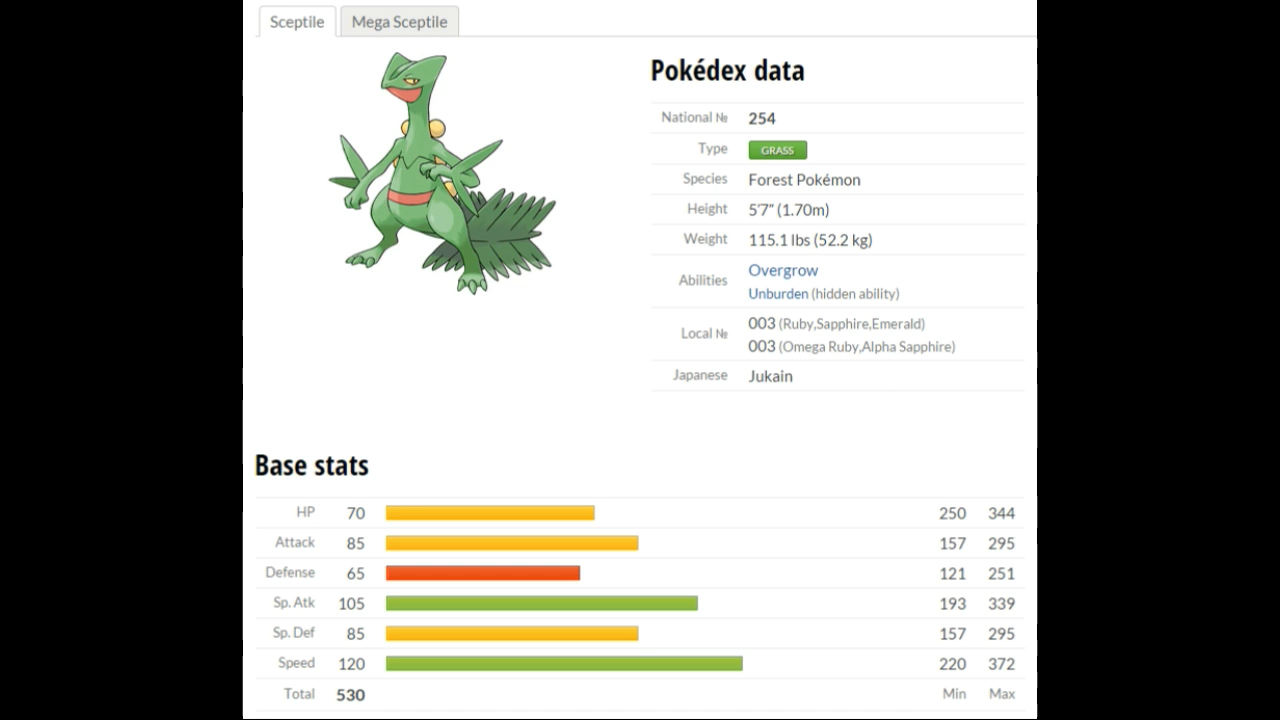 Sceptile Mega Sceptile
Pokédex data
National № 254
Type GRASS
Species Forest Pokémon
Height 5'7" (1.70m)
Weight 115.1 lbs (52.2 kg)
Abilities Overgrow
Unburden (hidden ability)
Local № 003 (Ruby,Sapphire,Emerald)
003 (Omega Ruby,Alpha Sapphire)
Japanese Jukain
Base stats
HP 70 250 344
Attack 85 157 295
Defense 65 121 251
Sp. Atk 105 193 339
Sp. Def 85 157 295
Speed 120 220 372
Total 530 Min Max